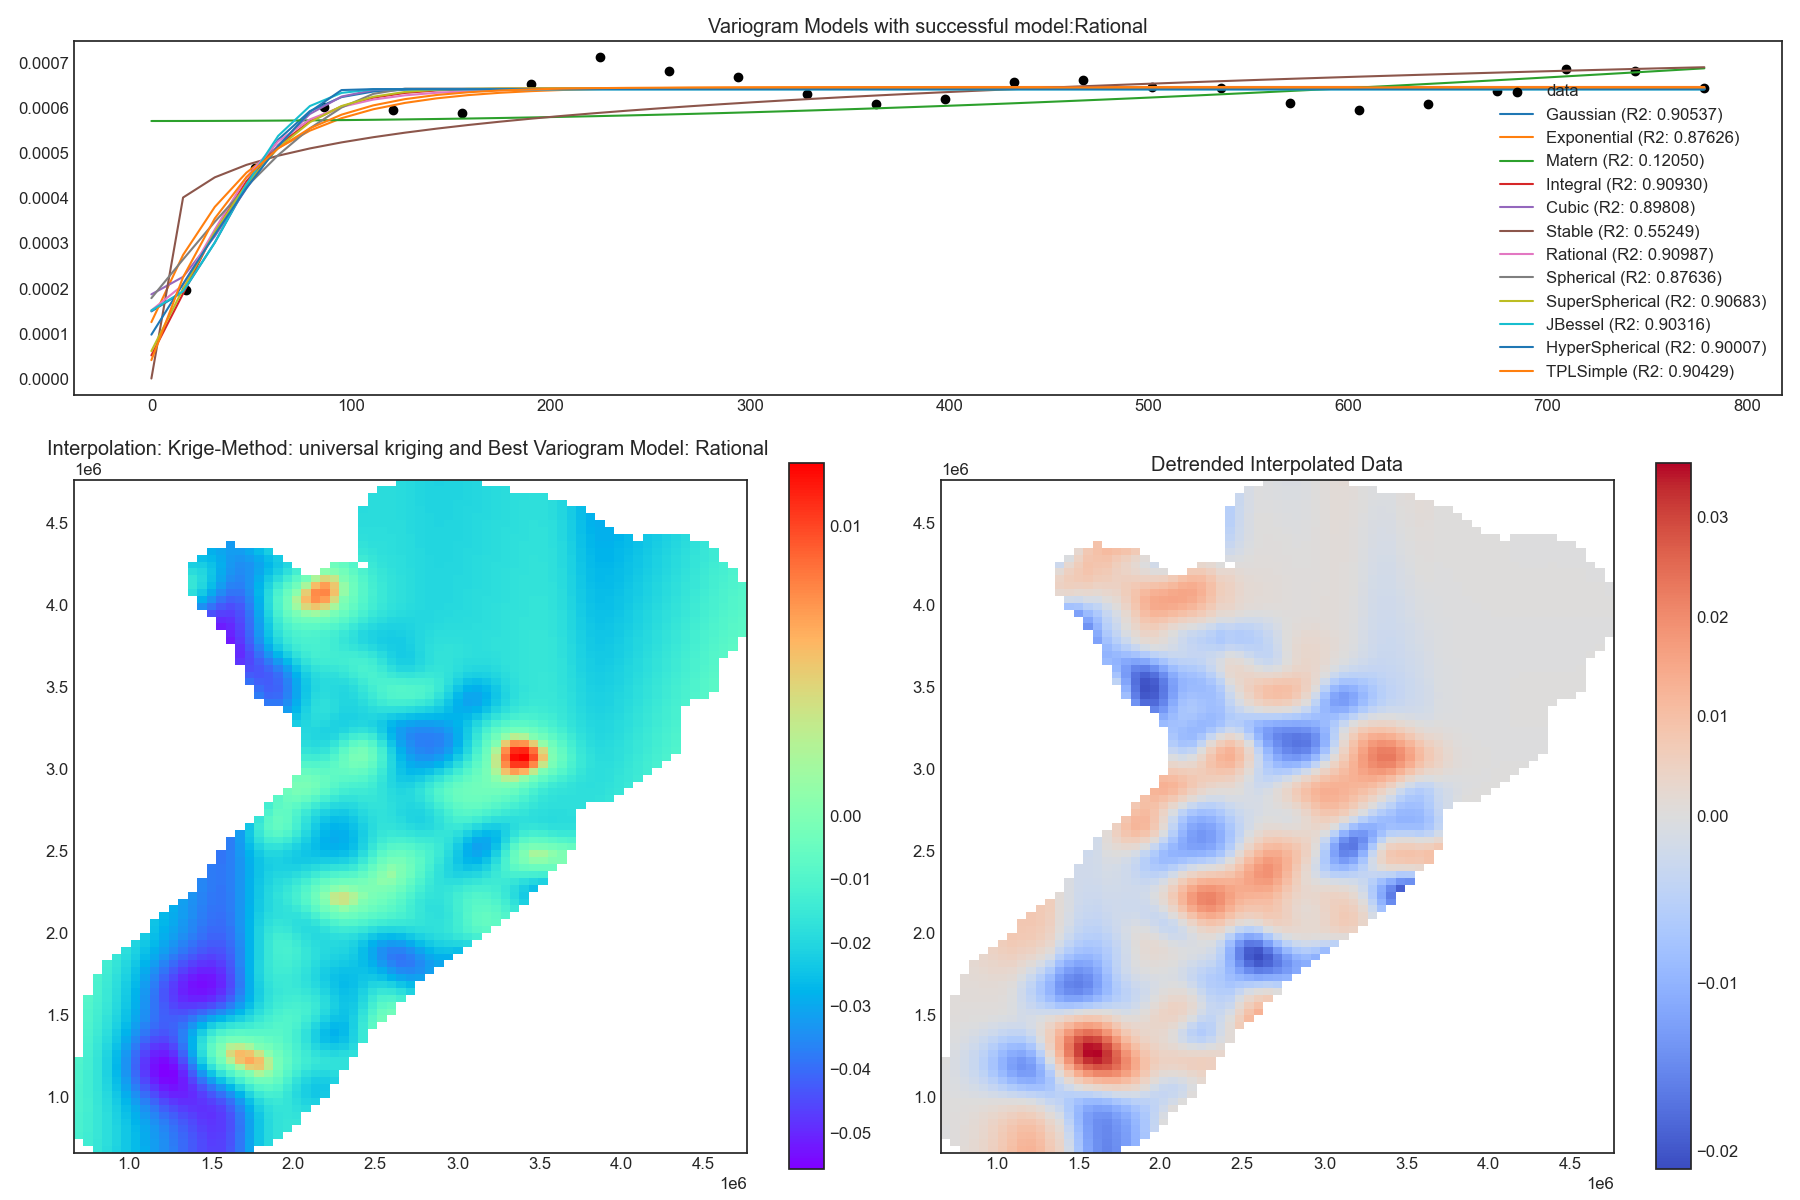 Variogram Models with successful model:Rational
0.0007
0.0006
0.0005
0.0004
0.0003
0.0002
0.0001
0.0000
data
Gaussian (R2: 0.90537)
Exponential (R2: 0.87626)
Matern (R2: 0.12050)
Integral (R2: 0.90930)
Cubic (R2: 0.89808)
Stable (R2: 0.55249)
Rational (R2: 0.90987)
Spherical (R2: 0.87636)
SuperSpherical (R2: 0.90683)
JBessel (R2: 0.90316)
HyperSpherical (R2: 0.90007)
TPLSimple (R2: 0.90429)
0 100 200 300 400 500 600 700 800
Interpolation: Krige-Method: universal kriging and Best Variogram Model: Rational
1e6
4.5
4.0
3.5
3.0
2.5
2.0
1.5
1.0
1.0 1.5 2.0 2.5 3.0 3.5 4.0 4.5
1e6
0.01
0.00
−0.01
−0.02
−0.03
−0.04
−0.05
Detrended Interpolated Data
1e6
4.5
4.0
3.5
3.0
2.5
2.0
1.5
1.0
1.0 1.5 2.0 2.5 3.0 3.5 4.0 4.5
1e6
0.03
0.02
0.01
0.00
−0.01
−0.02